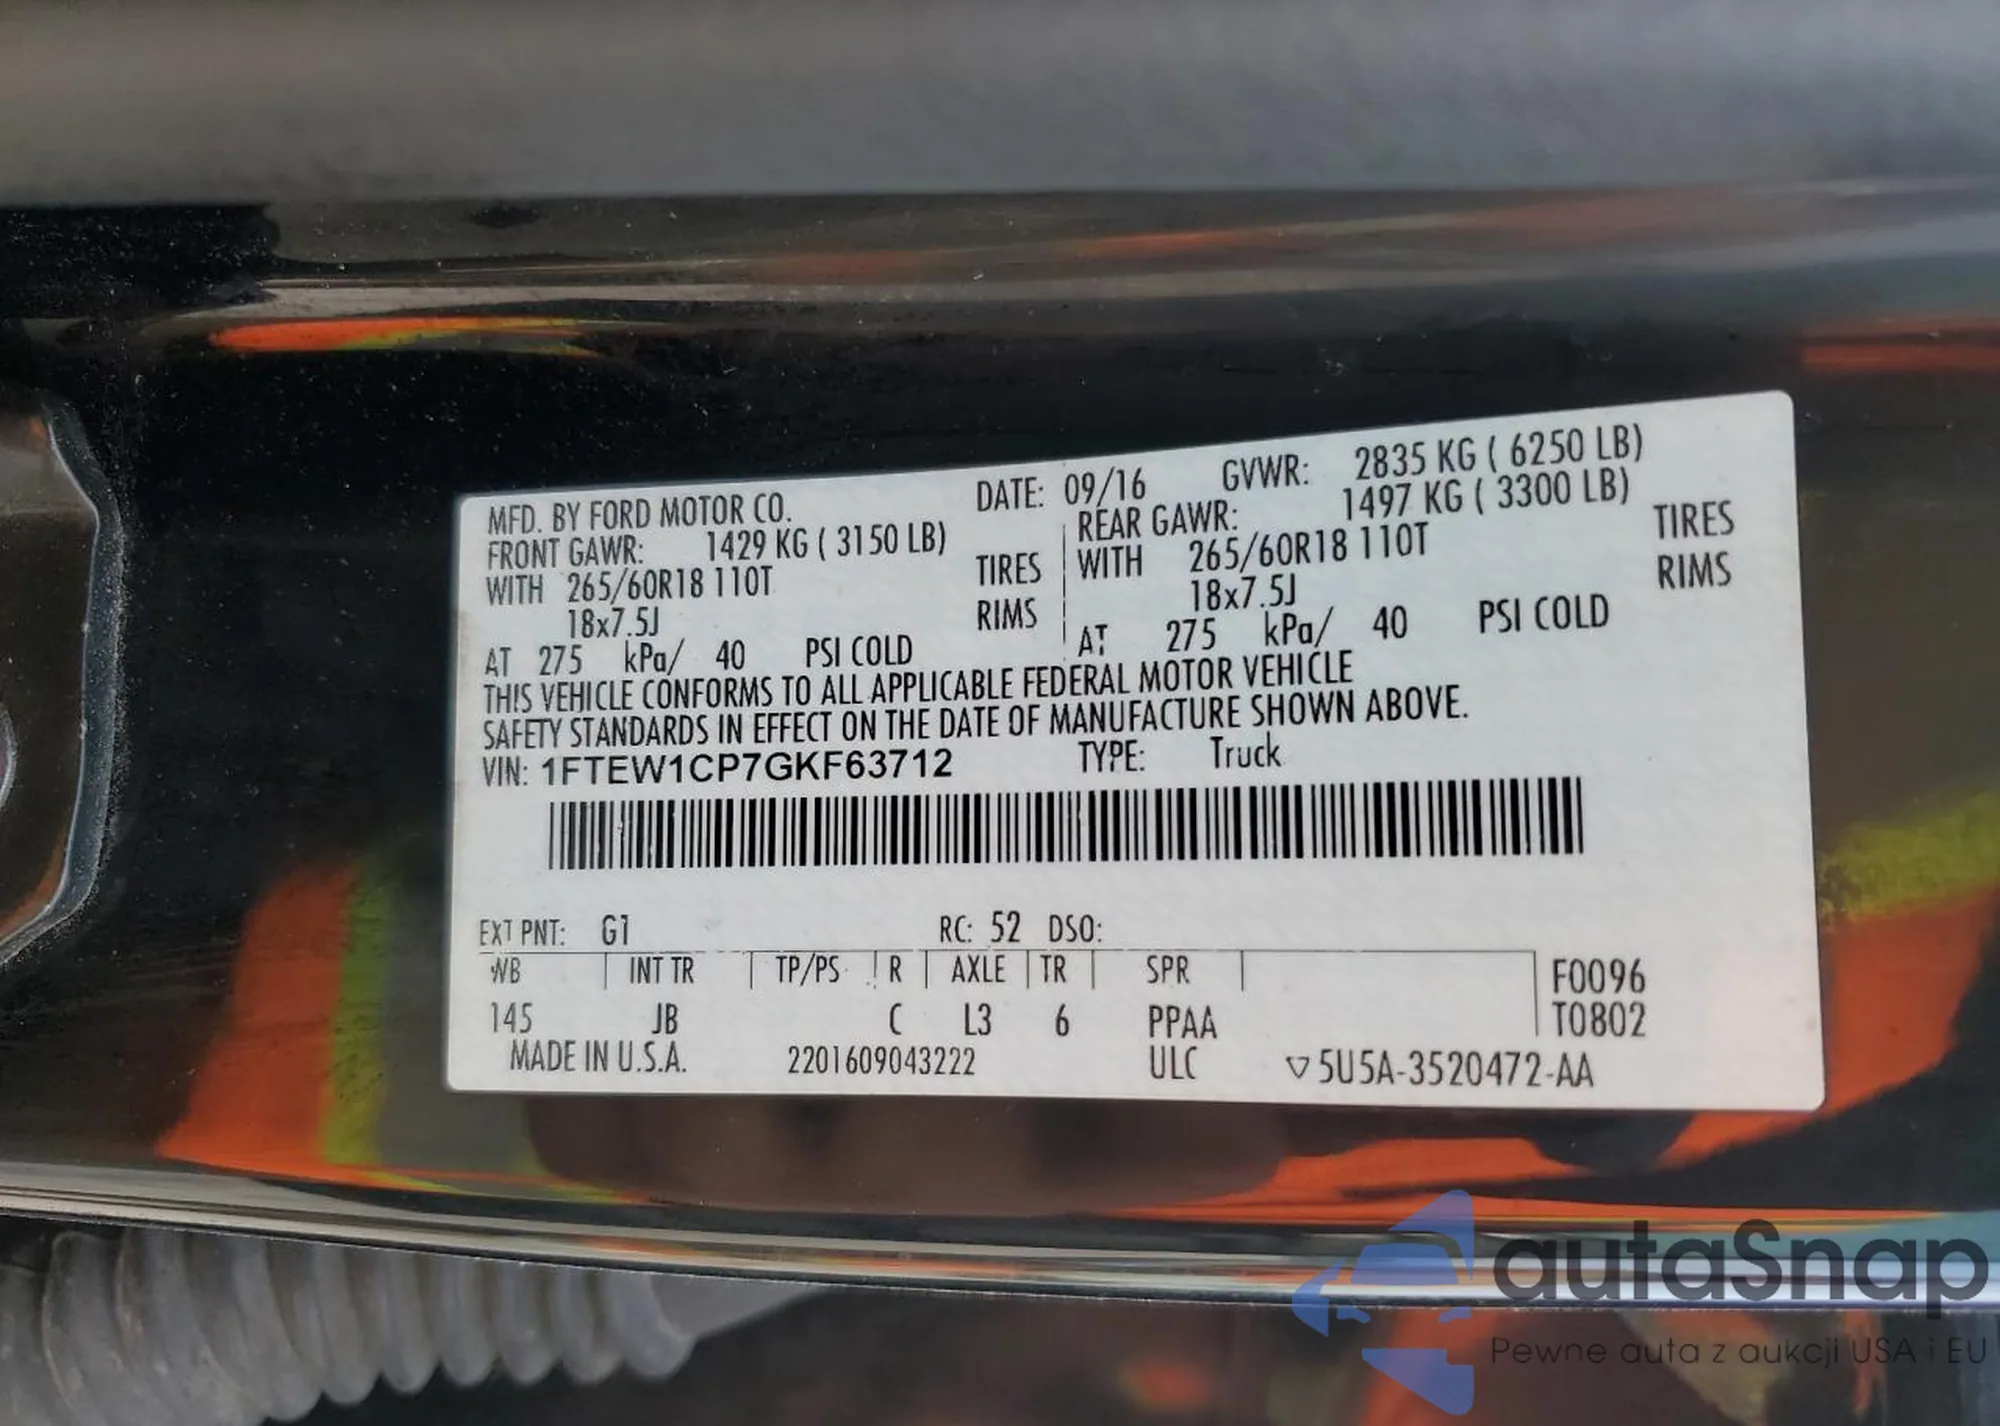 MFD. BY FORD MOTOR CO. DATE: 09/16 GVWR: 2835 KG ( 6250 LB)
FRONT GAWR: 1429 KG ( 3150 LB) REAR GAWR: 1497 KG ( 3300 LB)
WITH 265/60R18 110T TIRES WITH 265/60R18 110T TIRES
18x7.5J RIMS 18x7.5J RIMS
AT 275 kPa/ 40 PSI COLD AT 275 kPa/ 40 PSI COLD
THIS VEHICLE CONFORMS TO ALL APPLICABLE FEDERAL MOTOR VEHICLE
SAFETY STANDARDS IN EFFECT ON THE DATE OF MANUFACTURE SHOWN ABOVE.
VIN: 1FTEW1CP7GKF63712 TYPE: Truck
EXT PNT: G1 RC: 52 DSO:
WB INT TR TP/PS R AXLE TR SPR F0096
145 JB C L3 6 PPAA T0802
MADE IN U.S.A. 2201609043222 ULC ▽5U5A-3520472-AA
autaSnap
Pewne auta z aukcji USA i EU